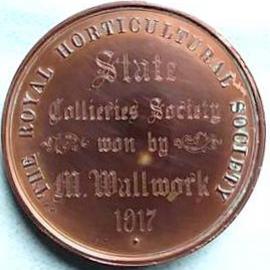 THE ROYAL HORTICULTURAL SOCIETY
State
Collieries Society
won by
M. Wallwork
1917